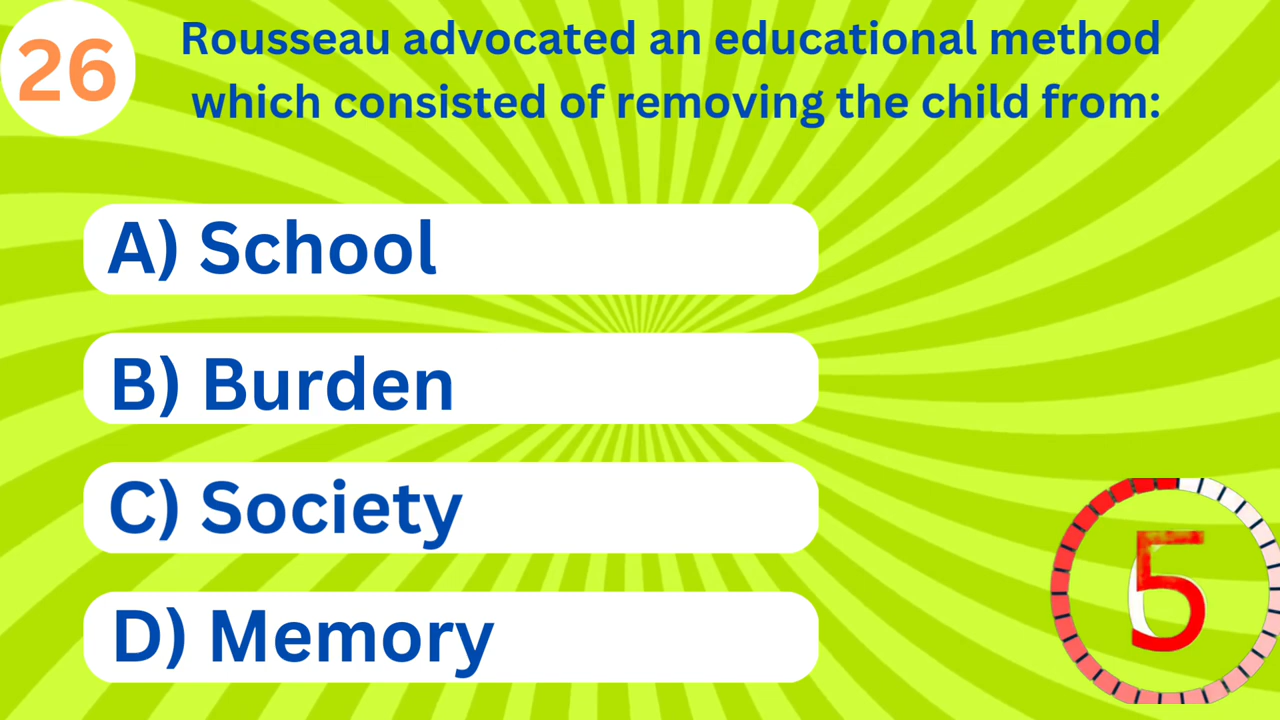 26
Rousseau advocated an educational method
which consisted of removing the child from:
A) School
B) Burden
C) Society
D) Memory
5